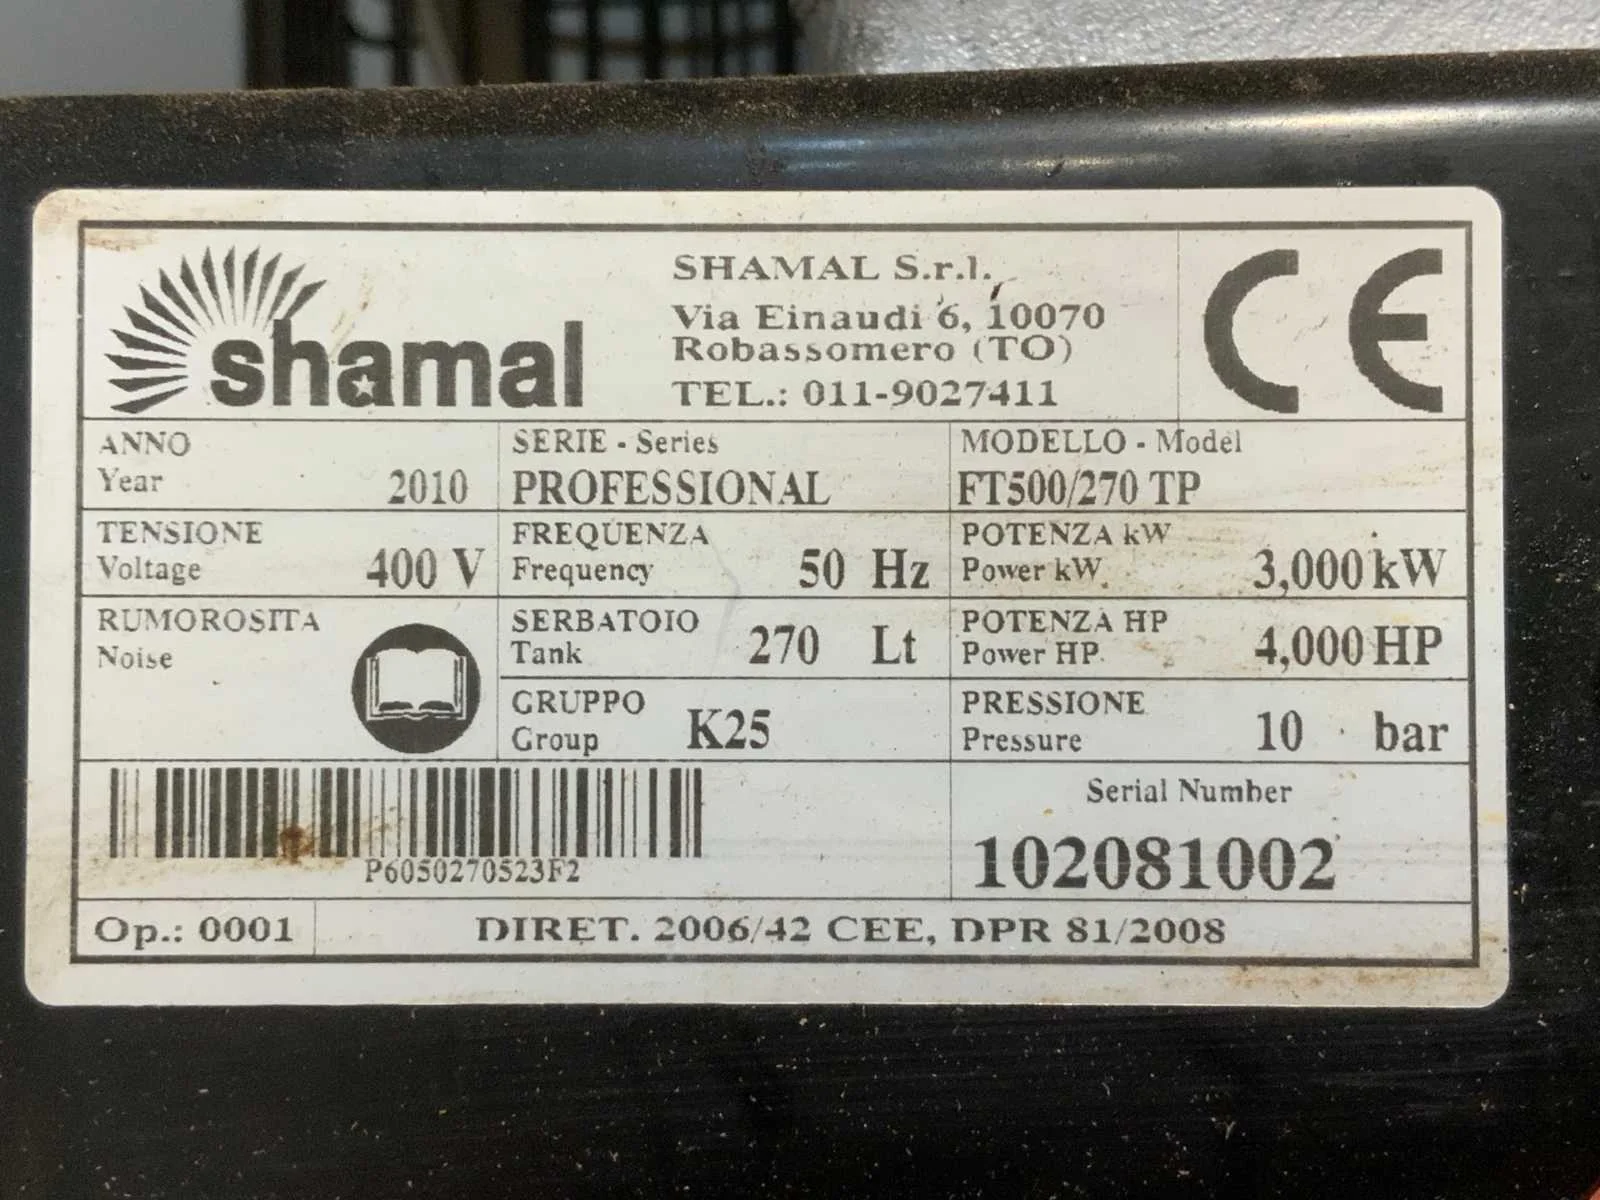 shamal
SHAMAL S.r.l.
Via Einaudi 6, 10070
Robassomero (TO)
TEL.: 011-9027411
CE
ANNO
Year 2010
SERIE - Series
PROFESSIONAL
MODELLO - Model
FT500/270 TP
TENSIONE
Voltage 400 V
FREQUENZA
Frequency 50 Hz
POTENZA kW
Power kW. 3,000 kW
RUMOROSITA
Noise
SERBATOIO
Tank 270 Lt
POTENZA HP
Power HP. 4,000 HP
GRUPPO
Group K25
PRESSIONE
Pressure 10 bar
P6050270523F2
Serial Number
102081002
Op.: 0001
DIRET. 2006/42 CEE, DPR 81/2008